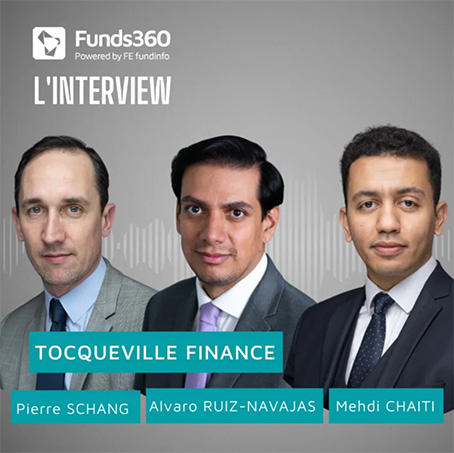 Funds360
Powered by FE fundinfo
L'INTERVIEW
TOCQUEVILLE FINANCE
Pierre SCHANG
Alvaro RUIZ-NAVAJAS
Mehdi CHAITI